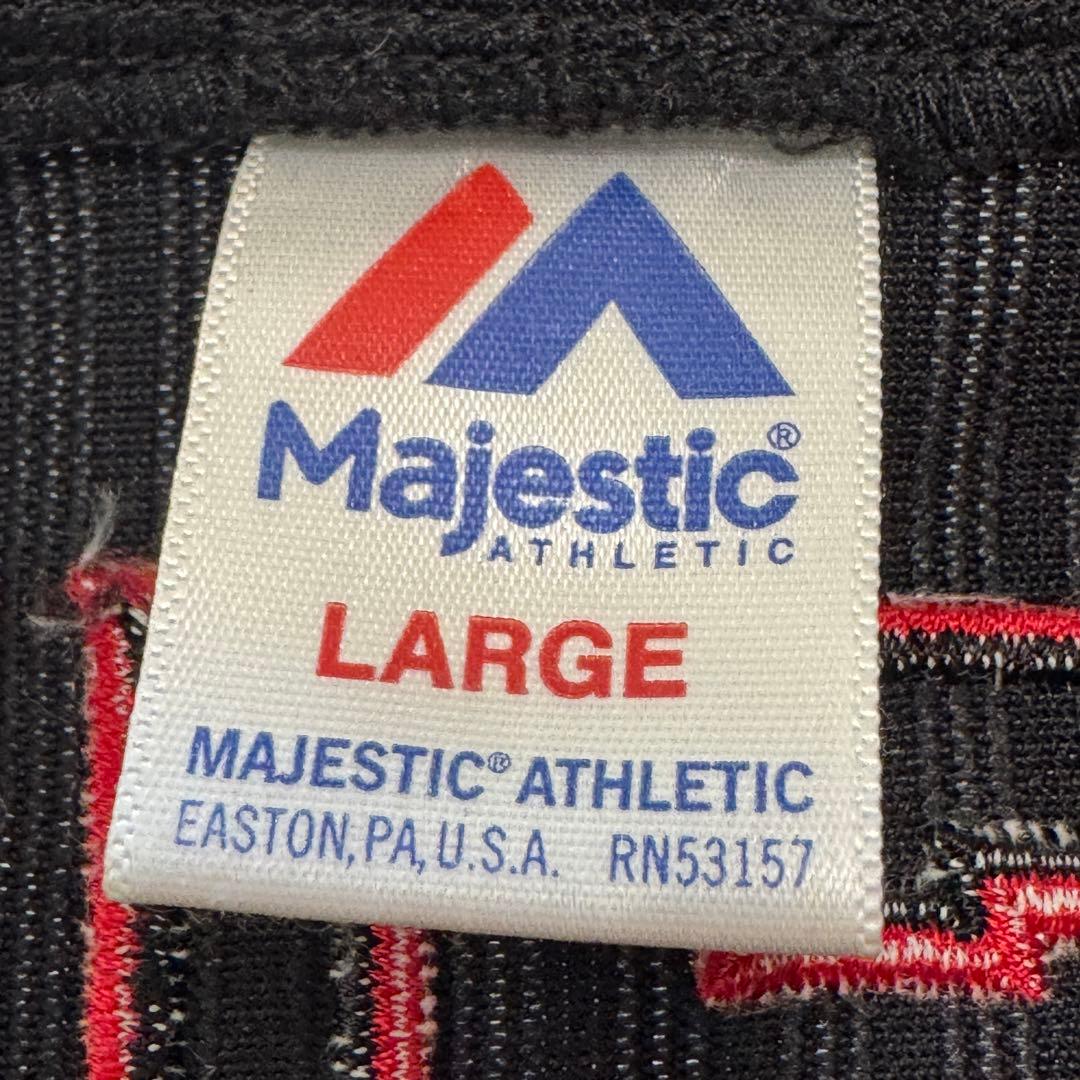 Majestic®
ATHLETIC
LARGE
MAJESTIC® ATHLETIC
EASTON, PA, U.S.A. RN53157